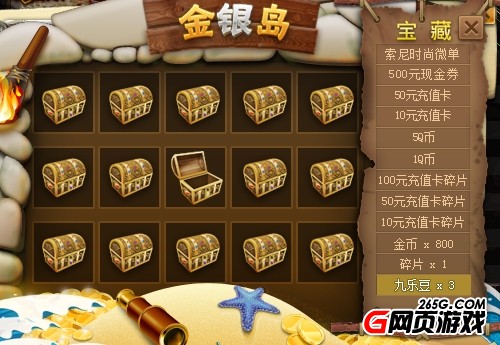 金银岛
宝藏
索尼时尚微单
500元现金券
50元充值卡
10元充值卡
5Q币
1Q币
100元充值卡碎片
50元充值卡碎片
10元充值卡碎片
金币 x 800
碎片 x 1
九乐豆 x 3
265G.COM
G网页游戏